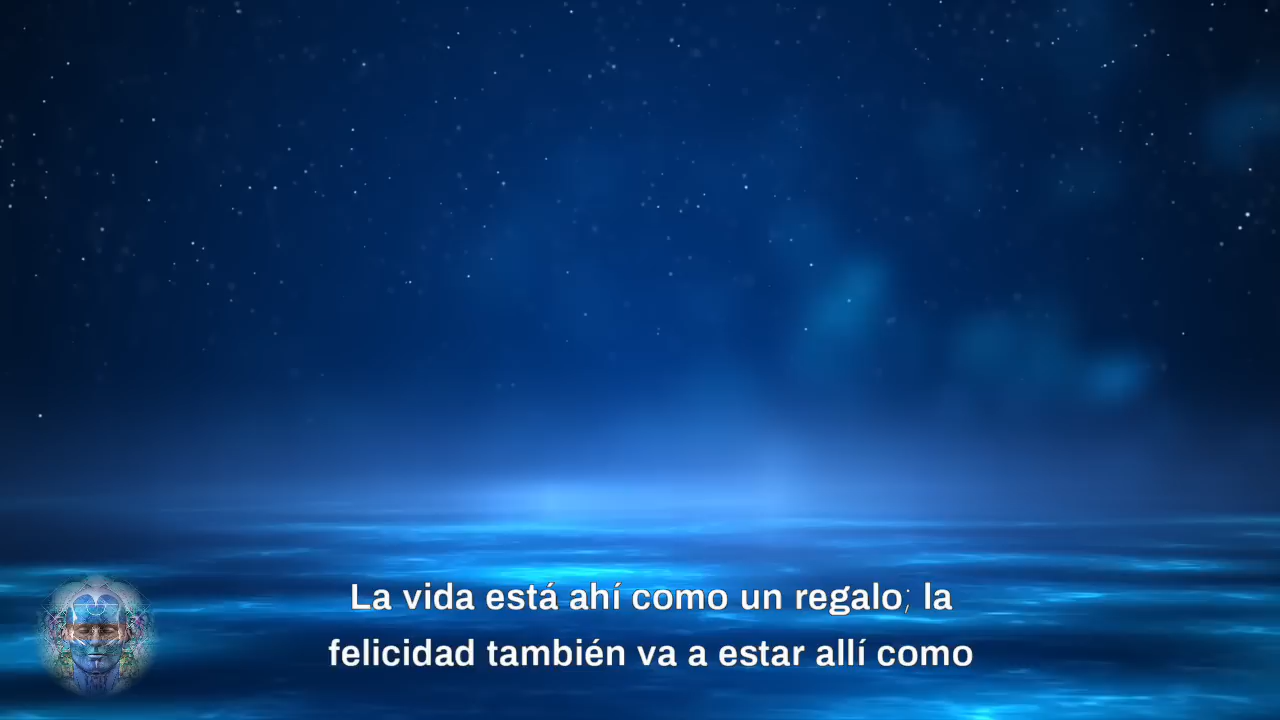 La vida está ahí como un regalo; la
felicidad también va a estar allí como